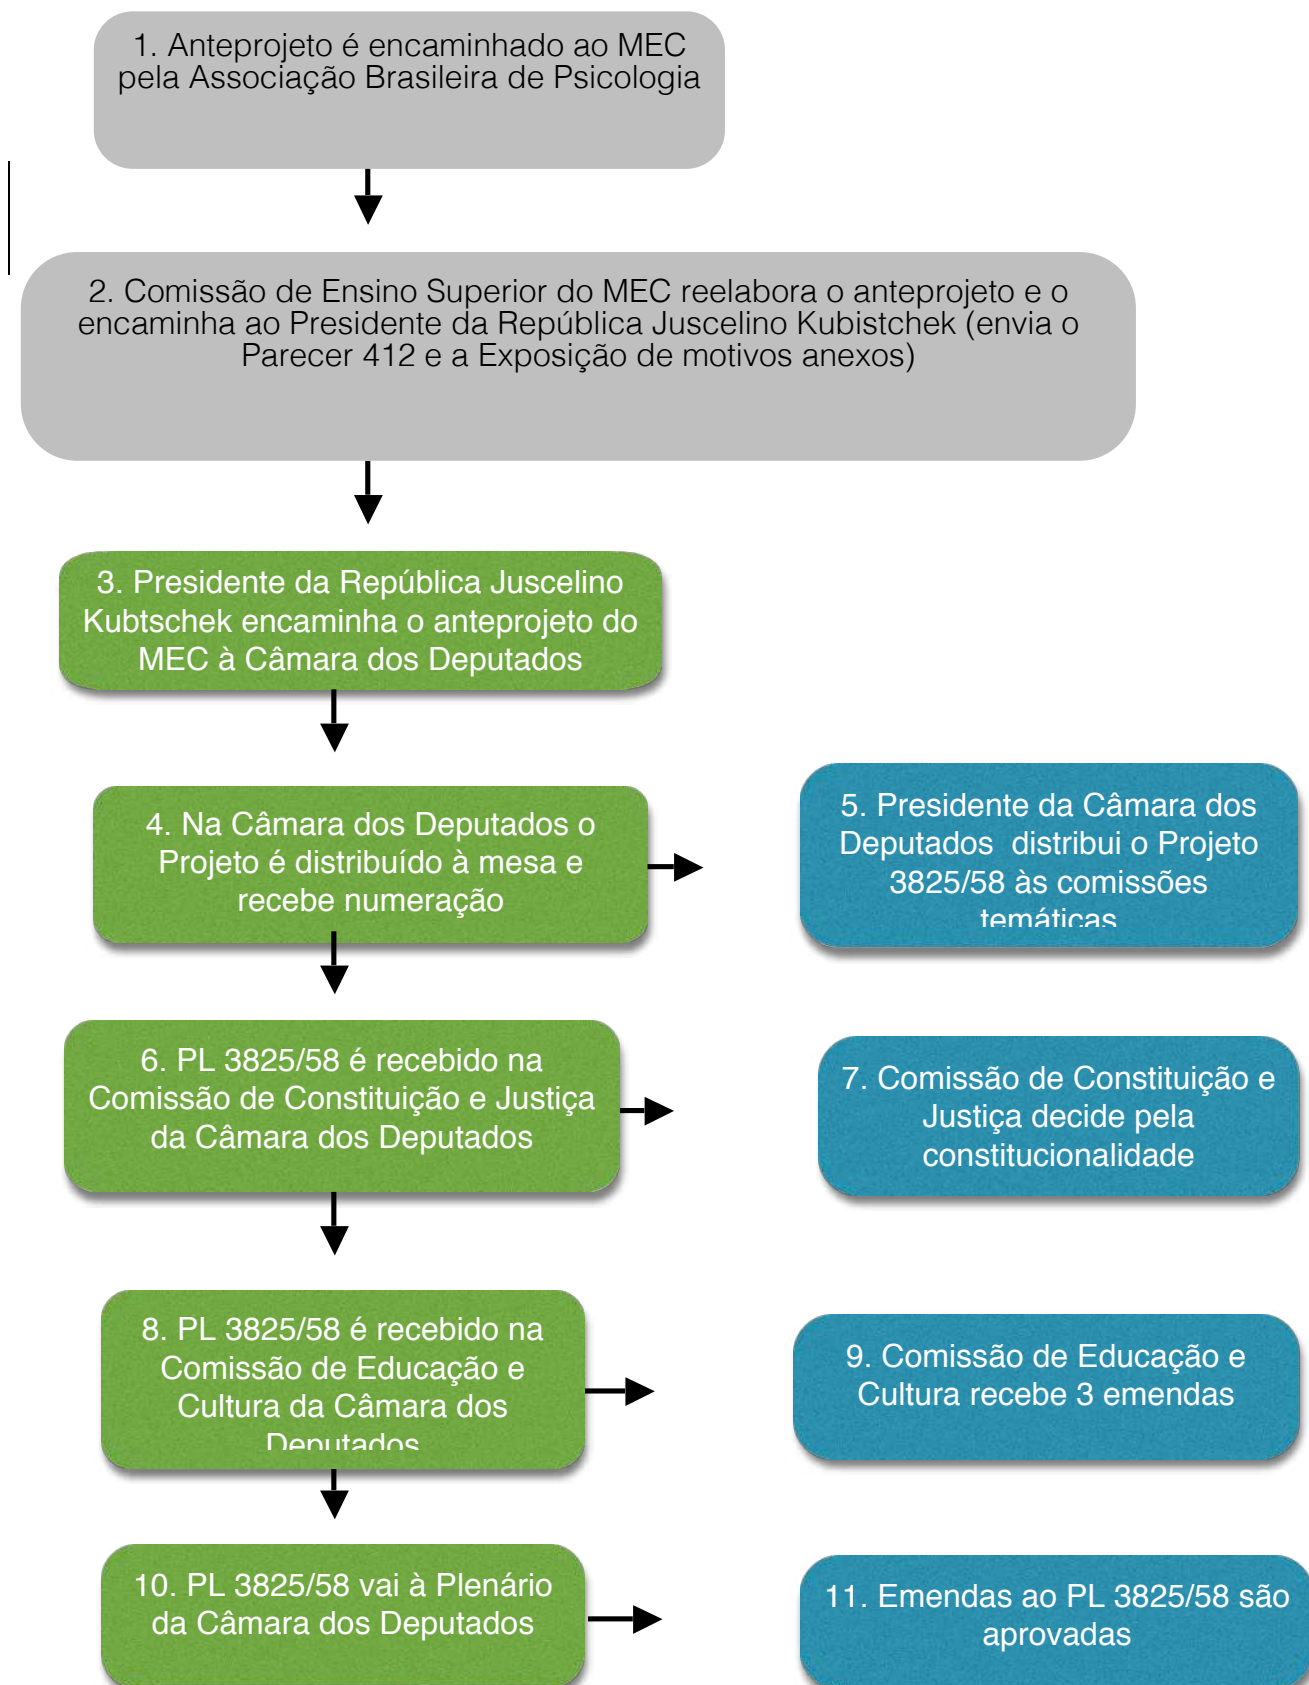 1. Anteprojeto é encaminhado ao MEC
pela Associação Brasileira de Psicologia
2. Comissão de Ensino Superior do MEC reelabora o anteprojeto e o
encaminha ao Presidente da República Juscelino Kubistchek (envia o
Parecer 412 e a Exposição de motivos anexos)
3. Presidente da República Juscelino
Kubtschek encaminha o anteprojeto do
MEC à Câmara dos Deputados
4. Na Câmara dos Deputados o
Projeto é distribuído à mesa e
recebe numeração
5. Presidente da Câmara dos
Deputados distribui o Projeto
3825/58 às comissões
temáticas
6. PL 3825/58 é recebido na
Comissão de Constituição e Justiça
da Câmara dos Deputados
7. Comissão de Constituição e
Justiça decide pela
constitucionalidade
8. PL 3825/58 é recebido na
Comissão de Educação e
Cultura da Câmara dos
Deputados
9. Comissão de Educação e
Cultura recebe 3 emendas
10. PL 3825/58 vai à Plenário
da Câmara dos Deputados
11. Emendas ao PL 3825/58 são
aprovadas